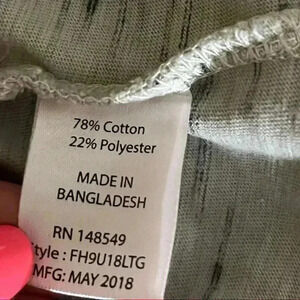 78% Cotton
22% Polyester
MADE IN
BANGLADESH
RN 148549
Style : FH9U18LTG
MFG: MAY 2018